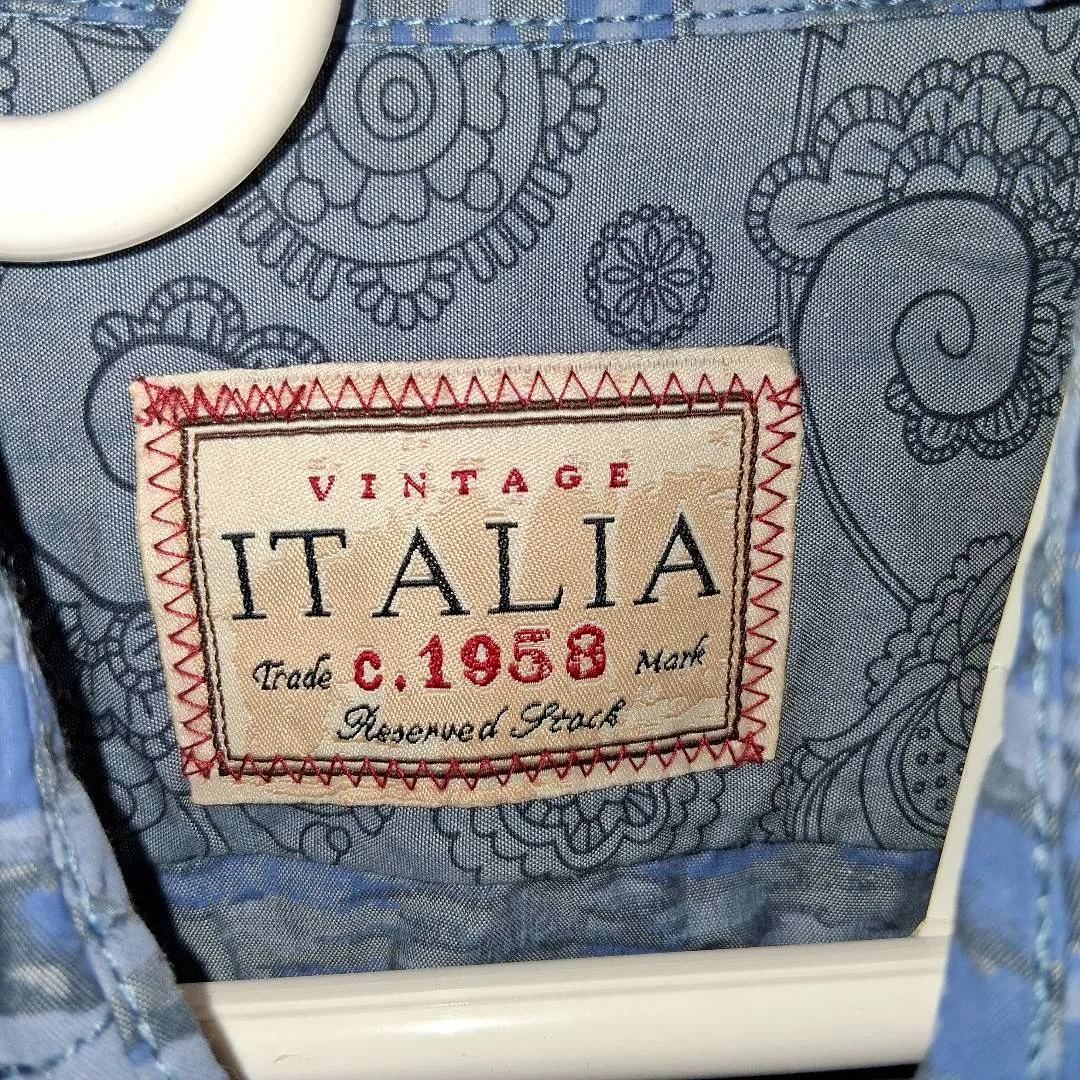 VINTAGE
ITALIA
Trade c.1958 Mark
Reserved Stock